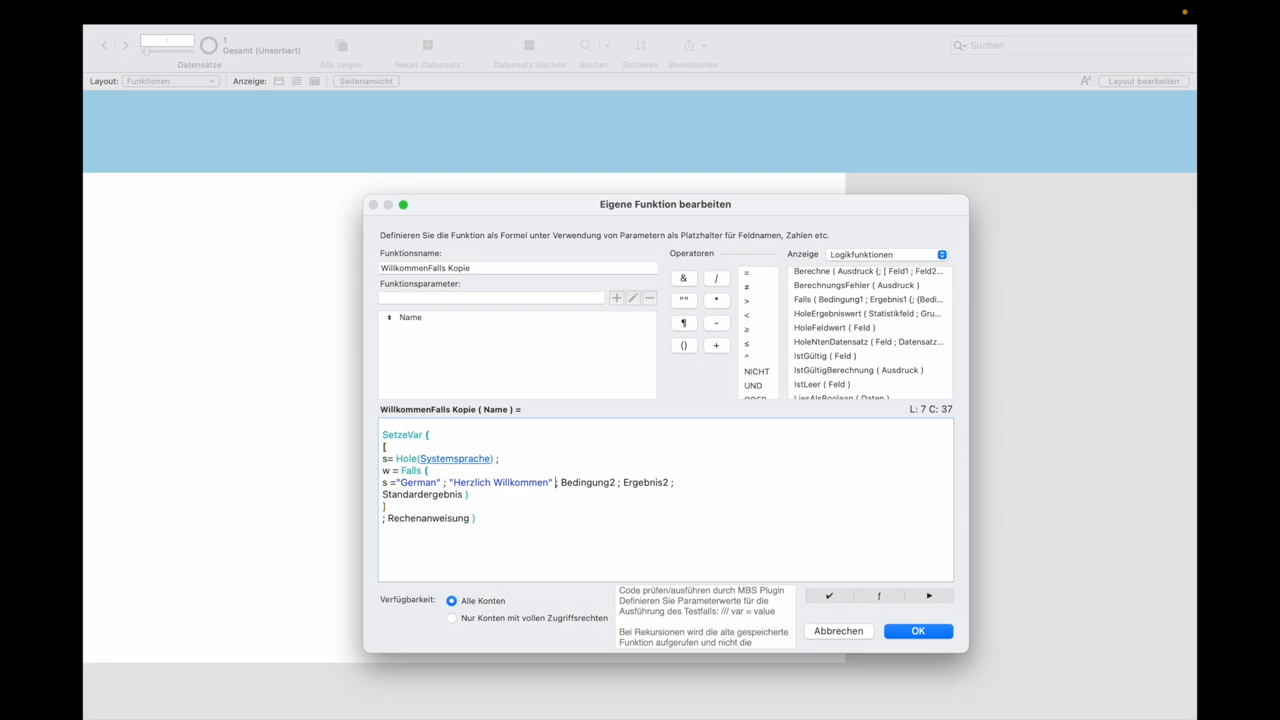 1
1
Gesamt (Unsortiert)
Datensätze
Alle zeigen
Neuer Datensatz
Datensatz löschen
Suchen
Sortieren
Bereitstellen
Suchen
Layout:
Funktionen
Anzeige:
Seitenansicht
Layout bearbeiten
Eigene Funktion bearbeiten
Definieren Sie die Funktion als Formel unter Verwendung von Parametern als Platzhalter für Feldnamen, Zahlen etc.
Funktionsname:
WillkommenFalls Kopie
Funktionsparameter:
Name
Operatoren
& /
"" *
¶ -
() +
=
≠
>
<
≥
≤
^
NICHT
UND
ODER
Anzeige
Logikfunktionen
Berechne ( Ausdruck {; [ Feld1 ; Feld2...
BerechnungsFehler ( Ausdruck )
Falls ( Bedingung1 ; Ergebnis1 {; {Bedi...
HoleErgebniswert ( Statistikfeld ; Gru...
HoleFeldwert ( Feld )
HoleNtenDatensatz ( Feld ; Datensatz...
IstGültig ( Feld )
IstGültigBerechnung ( Ausdruck )
IstLeer ( Feld )
LiesAlsBoolean ( Daten )
WillkommenFalls Kopie ( Name ) =
L: 7 C: 37
SetzeVar (
[
s= Hole(Systemsprache) ;
w = Falls (
s ="German" ; "Herzlich Willkommen" ; Bedingung2 ; Ergebnis2 ;
Standardergebnis )
]
; Rechenanweisung )
Verfügbarkeit:
Alle Konten
Nur Konten mit vollen Zugriffsrechten
Code prüfen/ausführen durch MBS Plugin
Definieren Sie Parameterwerte für die
Ausführung des Testfalls: /// var = value
Bei Rekursionen wird die alte gespeicherte
Funktion aufgerufen und nicht die
Abbrechen
OK